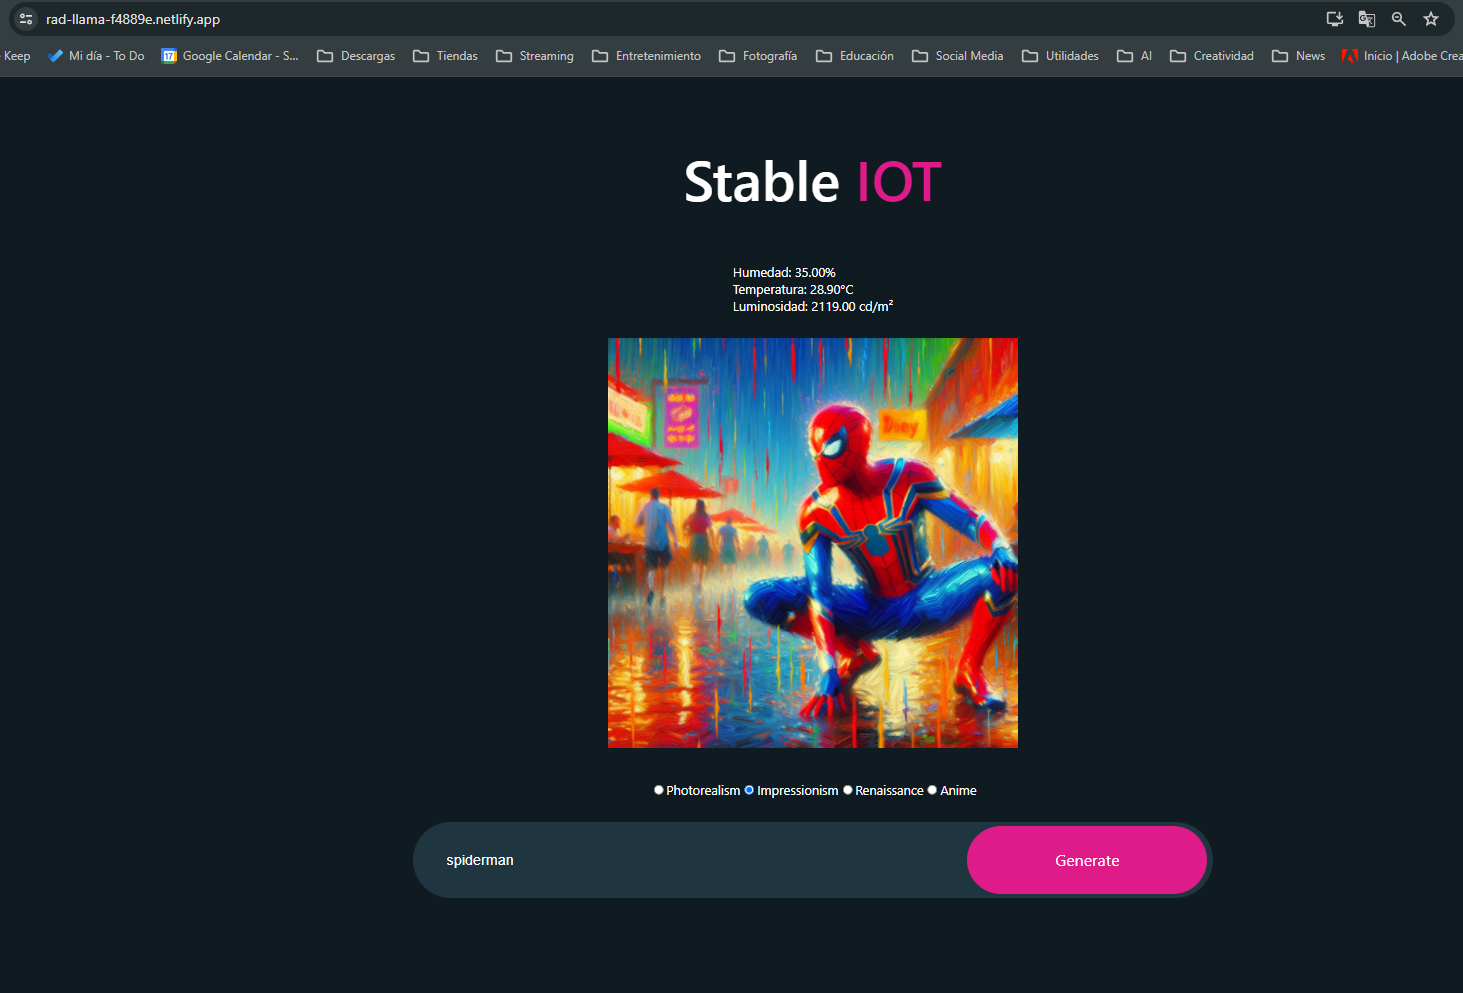 rad-llama-f4889e.netlify.app
Keep
Mi día - To Do
17
Google Calendar - S...
Descargas
Tiendas
Streaming
Entretenimiento
Fotografía
Educación
Social Media
Utilidades
AI
Creatividad
News
Inicio | Adobe Crea
Stable IOT
Humedad: 35.00%
Temperatura: 28.90°C
Luminosidad: 2119.00 cd/m²
Photorealism Impressionism Renaissance Anime
spiderman
Generate